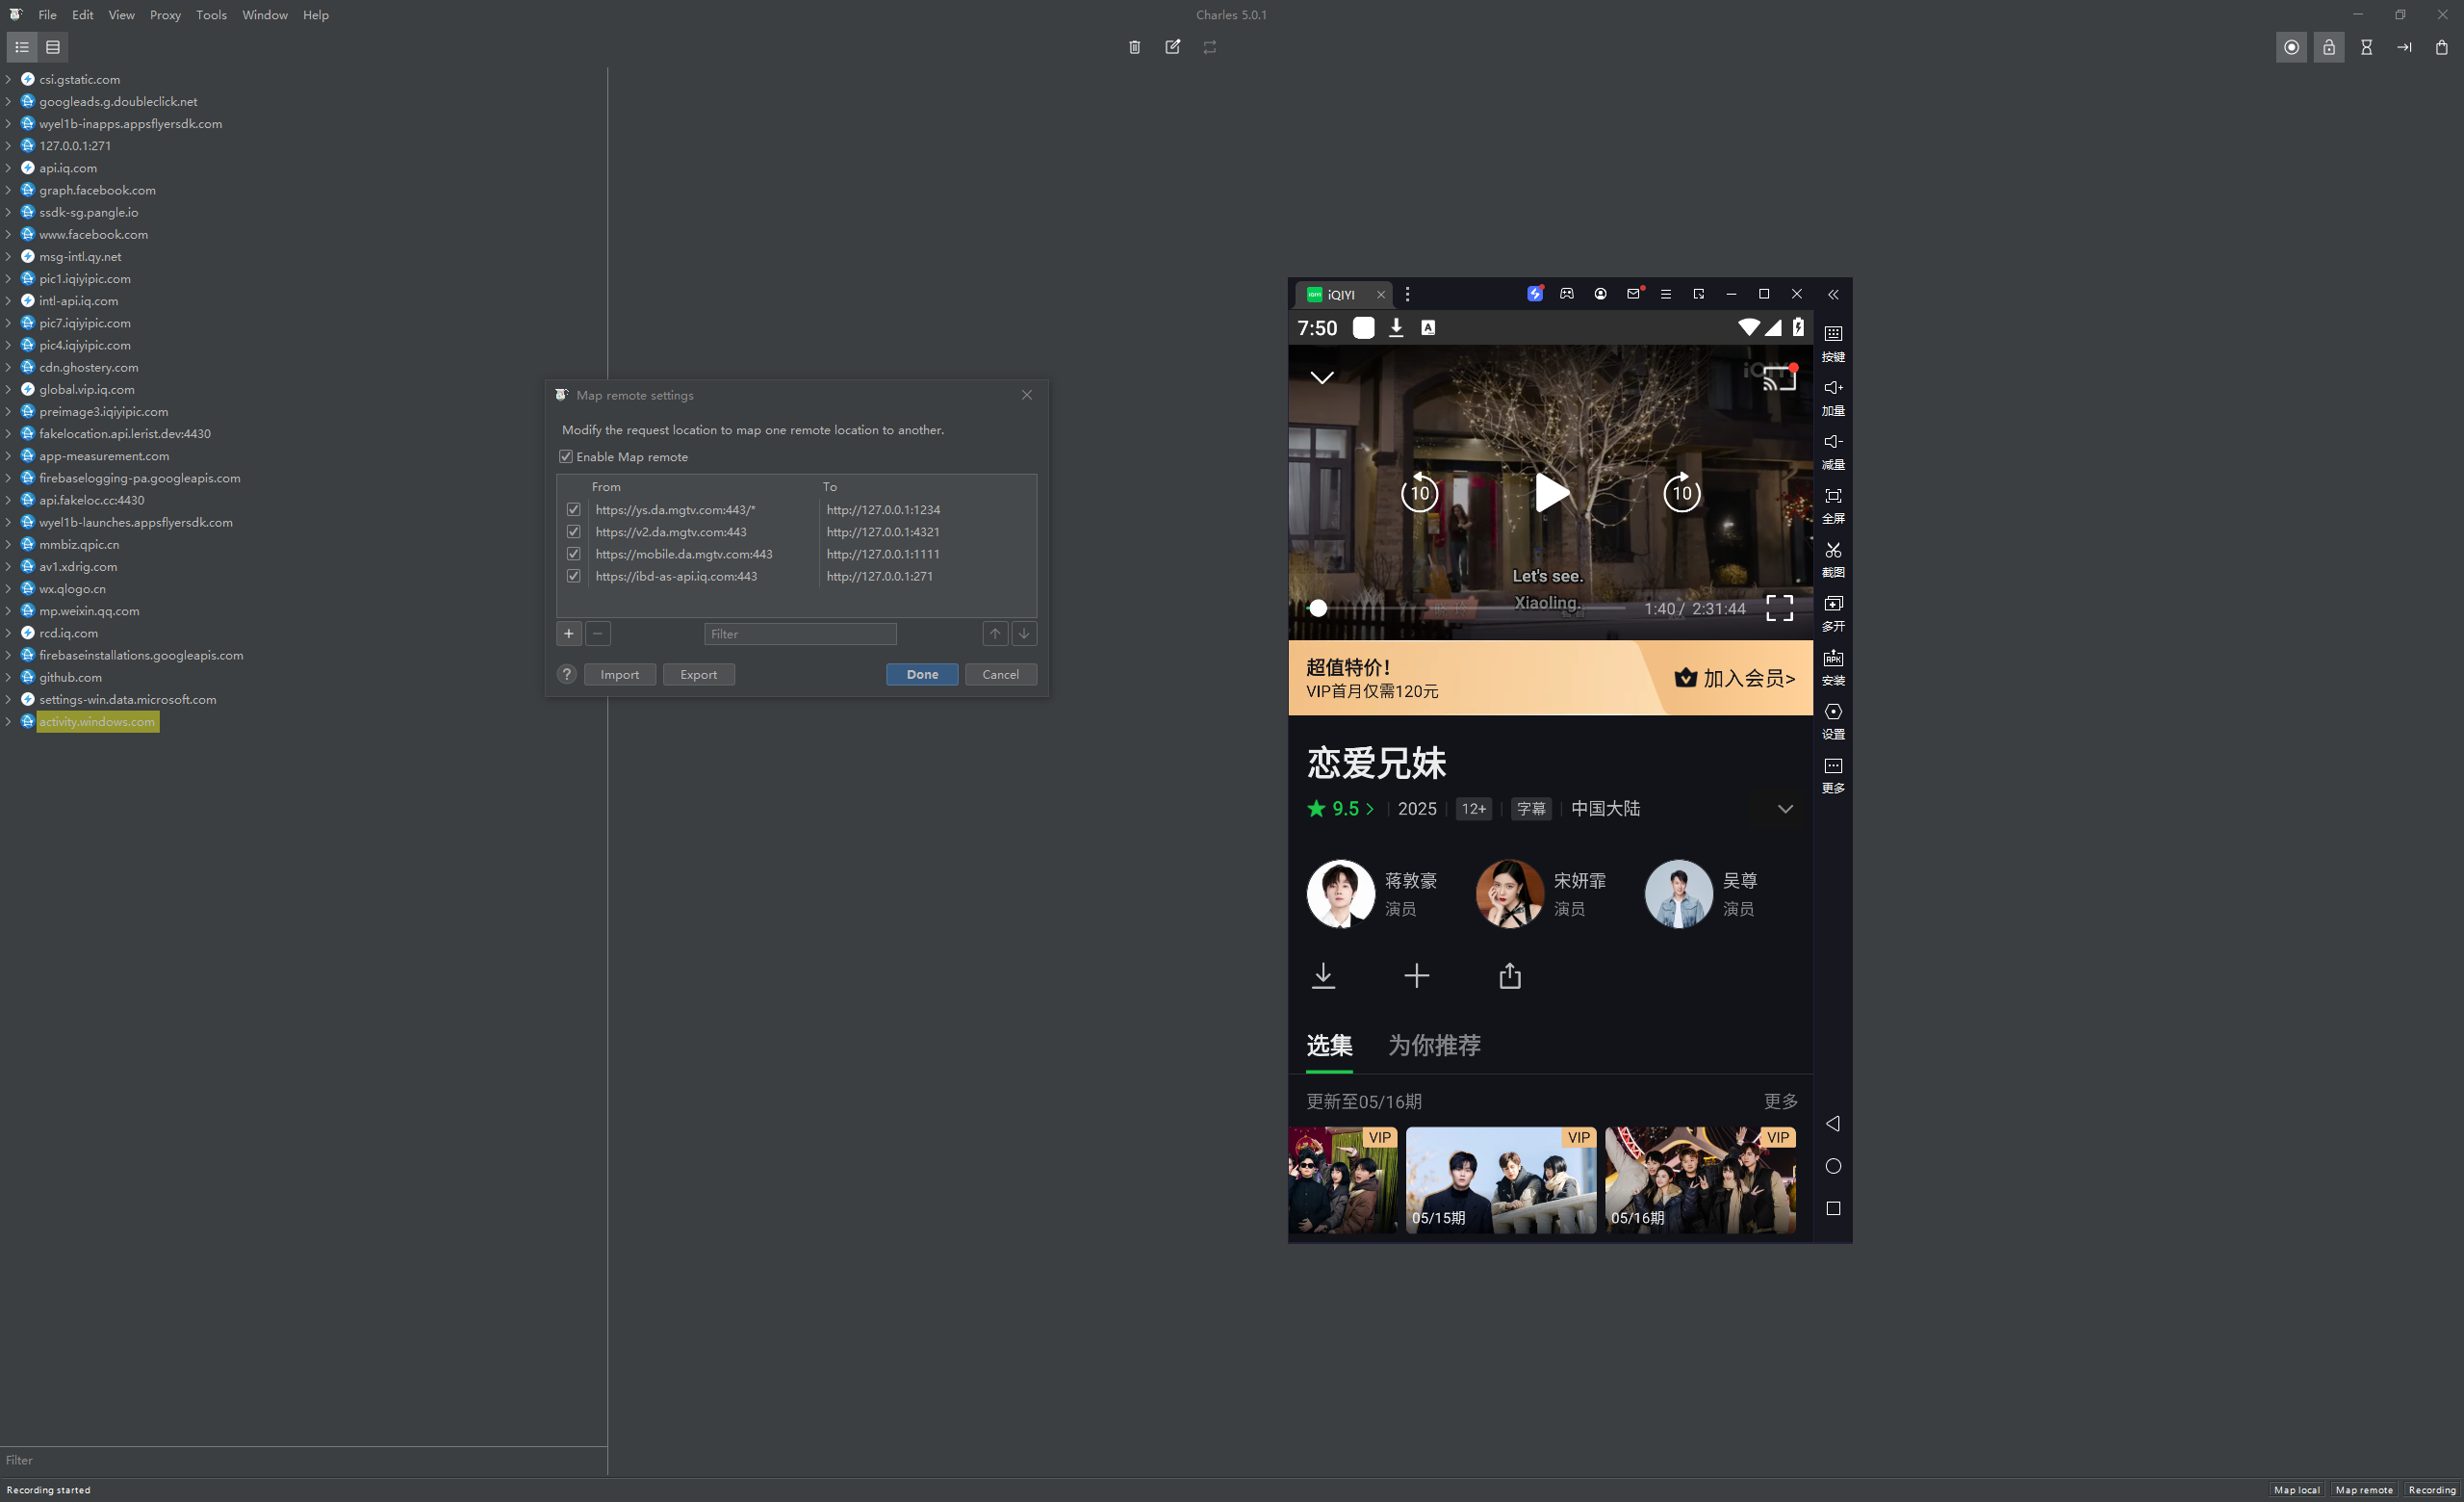 File Edit View Proxy Tools Window Help
Charles 5.0.1
csi.gstatic.com
googleads.g.doubleclick.net
wyel1b-inapps.appsflyersdk.com
127.0.0.1:271
api.iq.com
graph.facebook.com
ssdk-sg.pangle.io
www.facebook.com
msg-intl.qy.net
pic1.iqiyipic.com
intl-api.iq.com
pic7.iqiyipic.com
pic4.iqiyipic.com
cdn.ghostery.com
global.vip.iq.com
preimage3.iqiyipic.com
fakelocation.api.lerist.dev:4430
app-measurement.com
firebaselogging-pa.googleapis.com
api.fakeloc.cc:4430
wyel1b-launches.appsflyersdk.com
mmbiz.qpic.cn
av1.xdrig.com
wx.qlogo.cn
mp.weixin.qq.com
rcd.iq.com
firebaseinstallations.googleapis.com
github.com
settings-win.data.microsoft.com
activity.windows.com
Filter
Recording started
Map remote settings
Modify the request location to map one remote location to another.
Enable Map remote
From To
https://ys.da.mgtv.com:443/* http://127.0.0.1:1234
https://v2.da.mgtv.com:443 http://127.0.0.1:4321
https://mobile.da.mgtv.com:443 http://127.0.0.1:1111
https://ibd-as-api.iq.com:443 http://127.0.0.1:271
+ − Filter
? Import Export Done Cancel
iQIYI
7:50 A
iQIYI
10 10
Let's see.
Xiaoling.
1:40 / 2:31:44
超值特价！
VIP首月仅需120元
加入会员>
恋爱兄妹
9.5 2025 12+ 字幕 中国大陆
蒋敦豪
演员
宋妍霏
演员
吴尊
演员
选集 为你推荐
更新至05/16期 更多
VIP VIP VIP
05/15期 05/16期
按键
加量
减量
全屏
截图
多开
APK
安装
设置
更多
Map local Map remote Recording